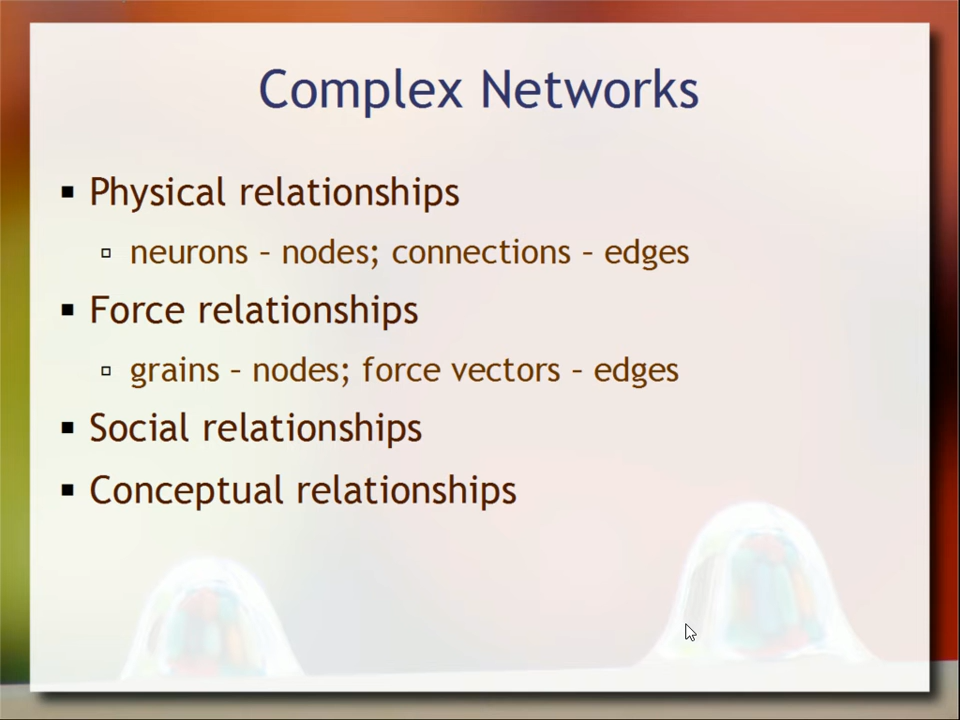 Complex Networks
Physical relationships
neurons – nodes; connections – edges
Force relationships
grains – nodes; force vectors – edges
Social relationships
Conceptual relationships